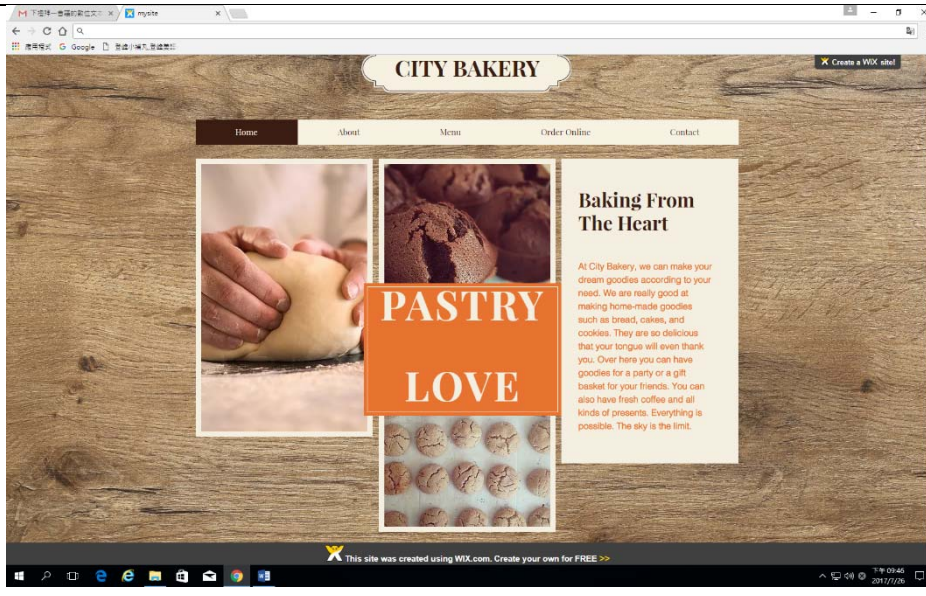 mysite
Google
CITY BAKERY
Create a WIX site!
Home
About
Menu
Order Online
Contact
PASTRY
LOVE
Baking From
The Heart
At City Bakery, we can make your
dream goodies according to your
need. We are really good at
making home-made goodies
such as bread, cakes, and
cookies. They are so delicious
that your tongue will even thank
you. Over here you can have
goodies for a party or a gift
basket for your friends. You can
also have fresh coffee and all
kinds of presents. Everything is
possible. The sky is the limit.
This site was created using WIX.com. Create your own for FREE >>
下午 09:46
2017/7/26